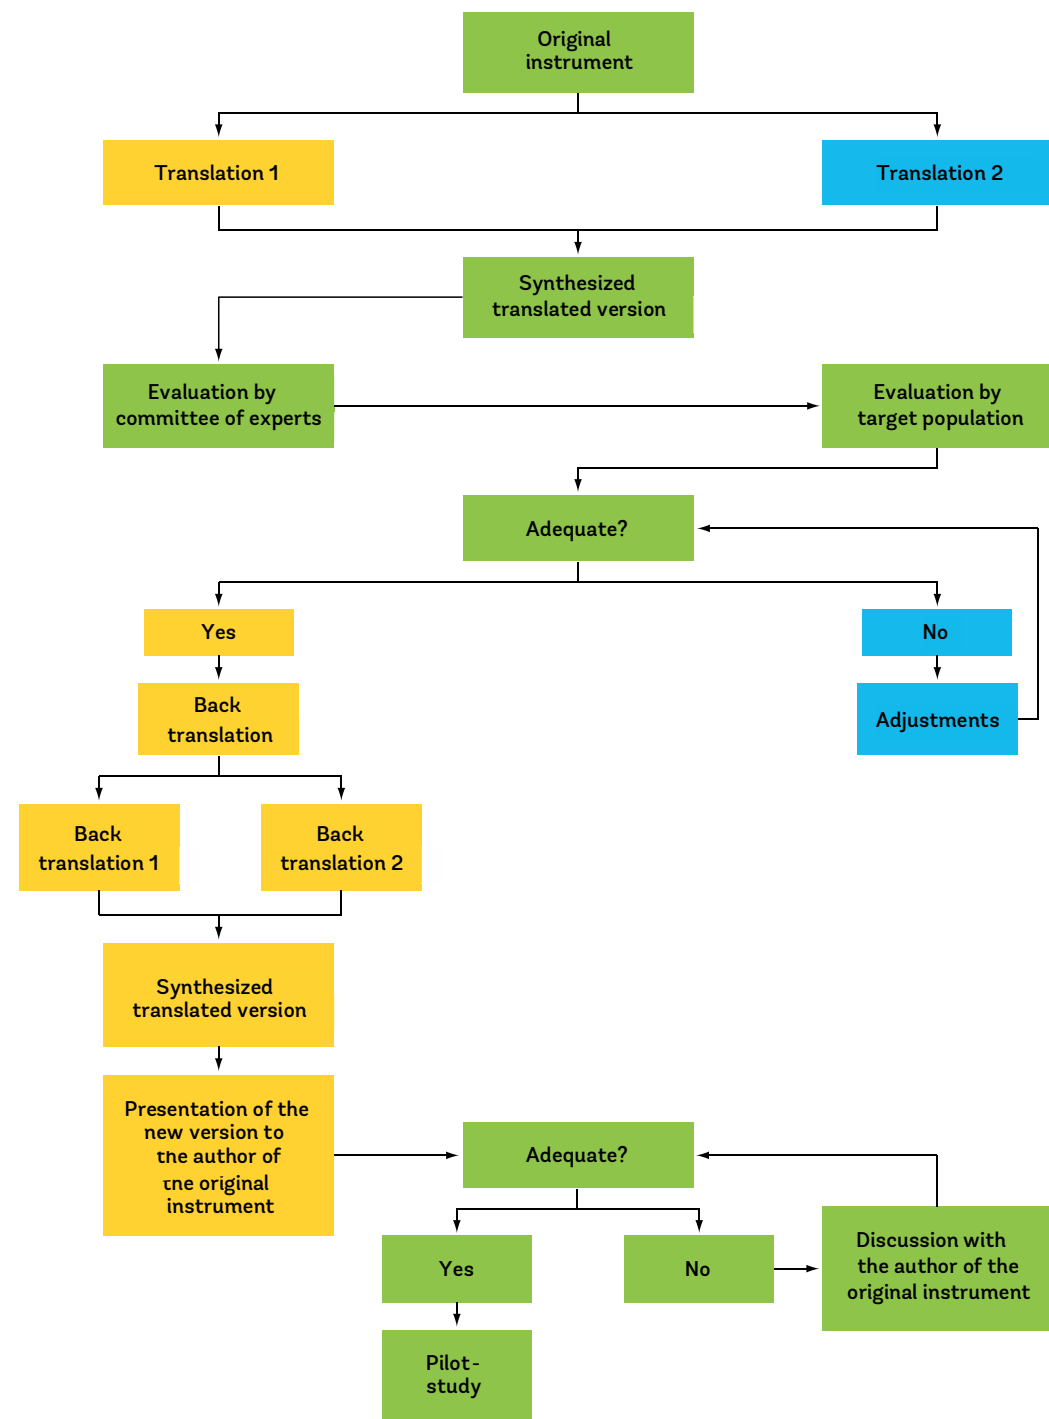 Original
instrument
Translation 1
Translation 2
Synthesized
translated version
Evaluation by
committee of experts
Evaluation by
target population
Adequate?
Yes
No
Back
translation
Adjustments
Back
translation 1
Back
translation 2
Synthesized
translated version
Presentation of the
new version to
the author of
the original
instrument
Adequate?
Yes
No
Discussion with
the author of the
original instrument
Pilot-
study